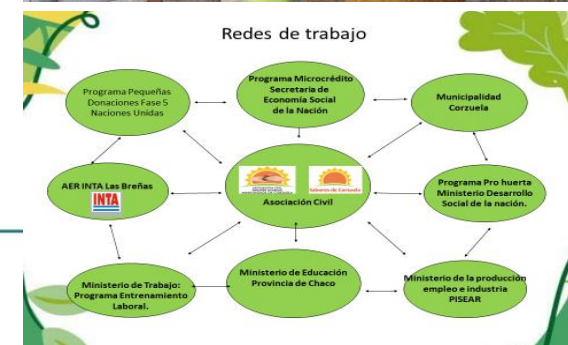 Redes de trabajo
Programa Pequeñas
Donaciones Fase 5
Naciones Unidas
Programa Microcrédito
Secretaria de
Economía Social
de la Nación
Municipalidad
Corzuela
AER INTA Las Breñas
INTA
Sabores de Corzuela
Asociación Civil
Programa Pro huerta
Ministerio Desarrollo
Social de la nación.
Ministerio de Trabajo:
Programa Entrenamiento
Laboral.
Ministerio de Educación
Provincia de Chaco
Ministerio de la producción
empleo e industria
PISEAR